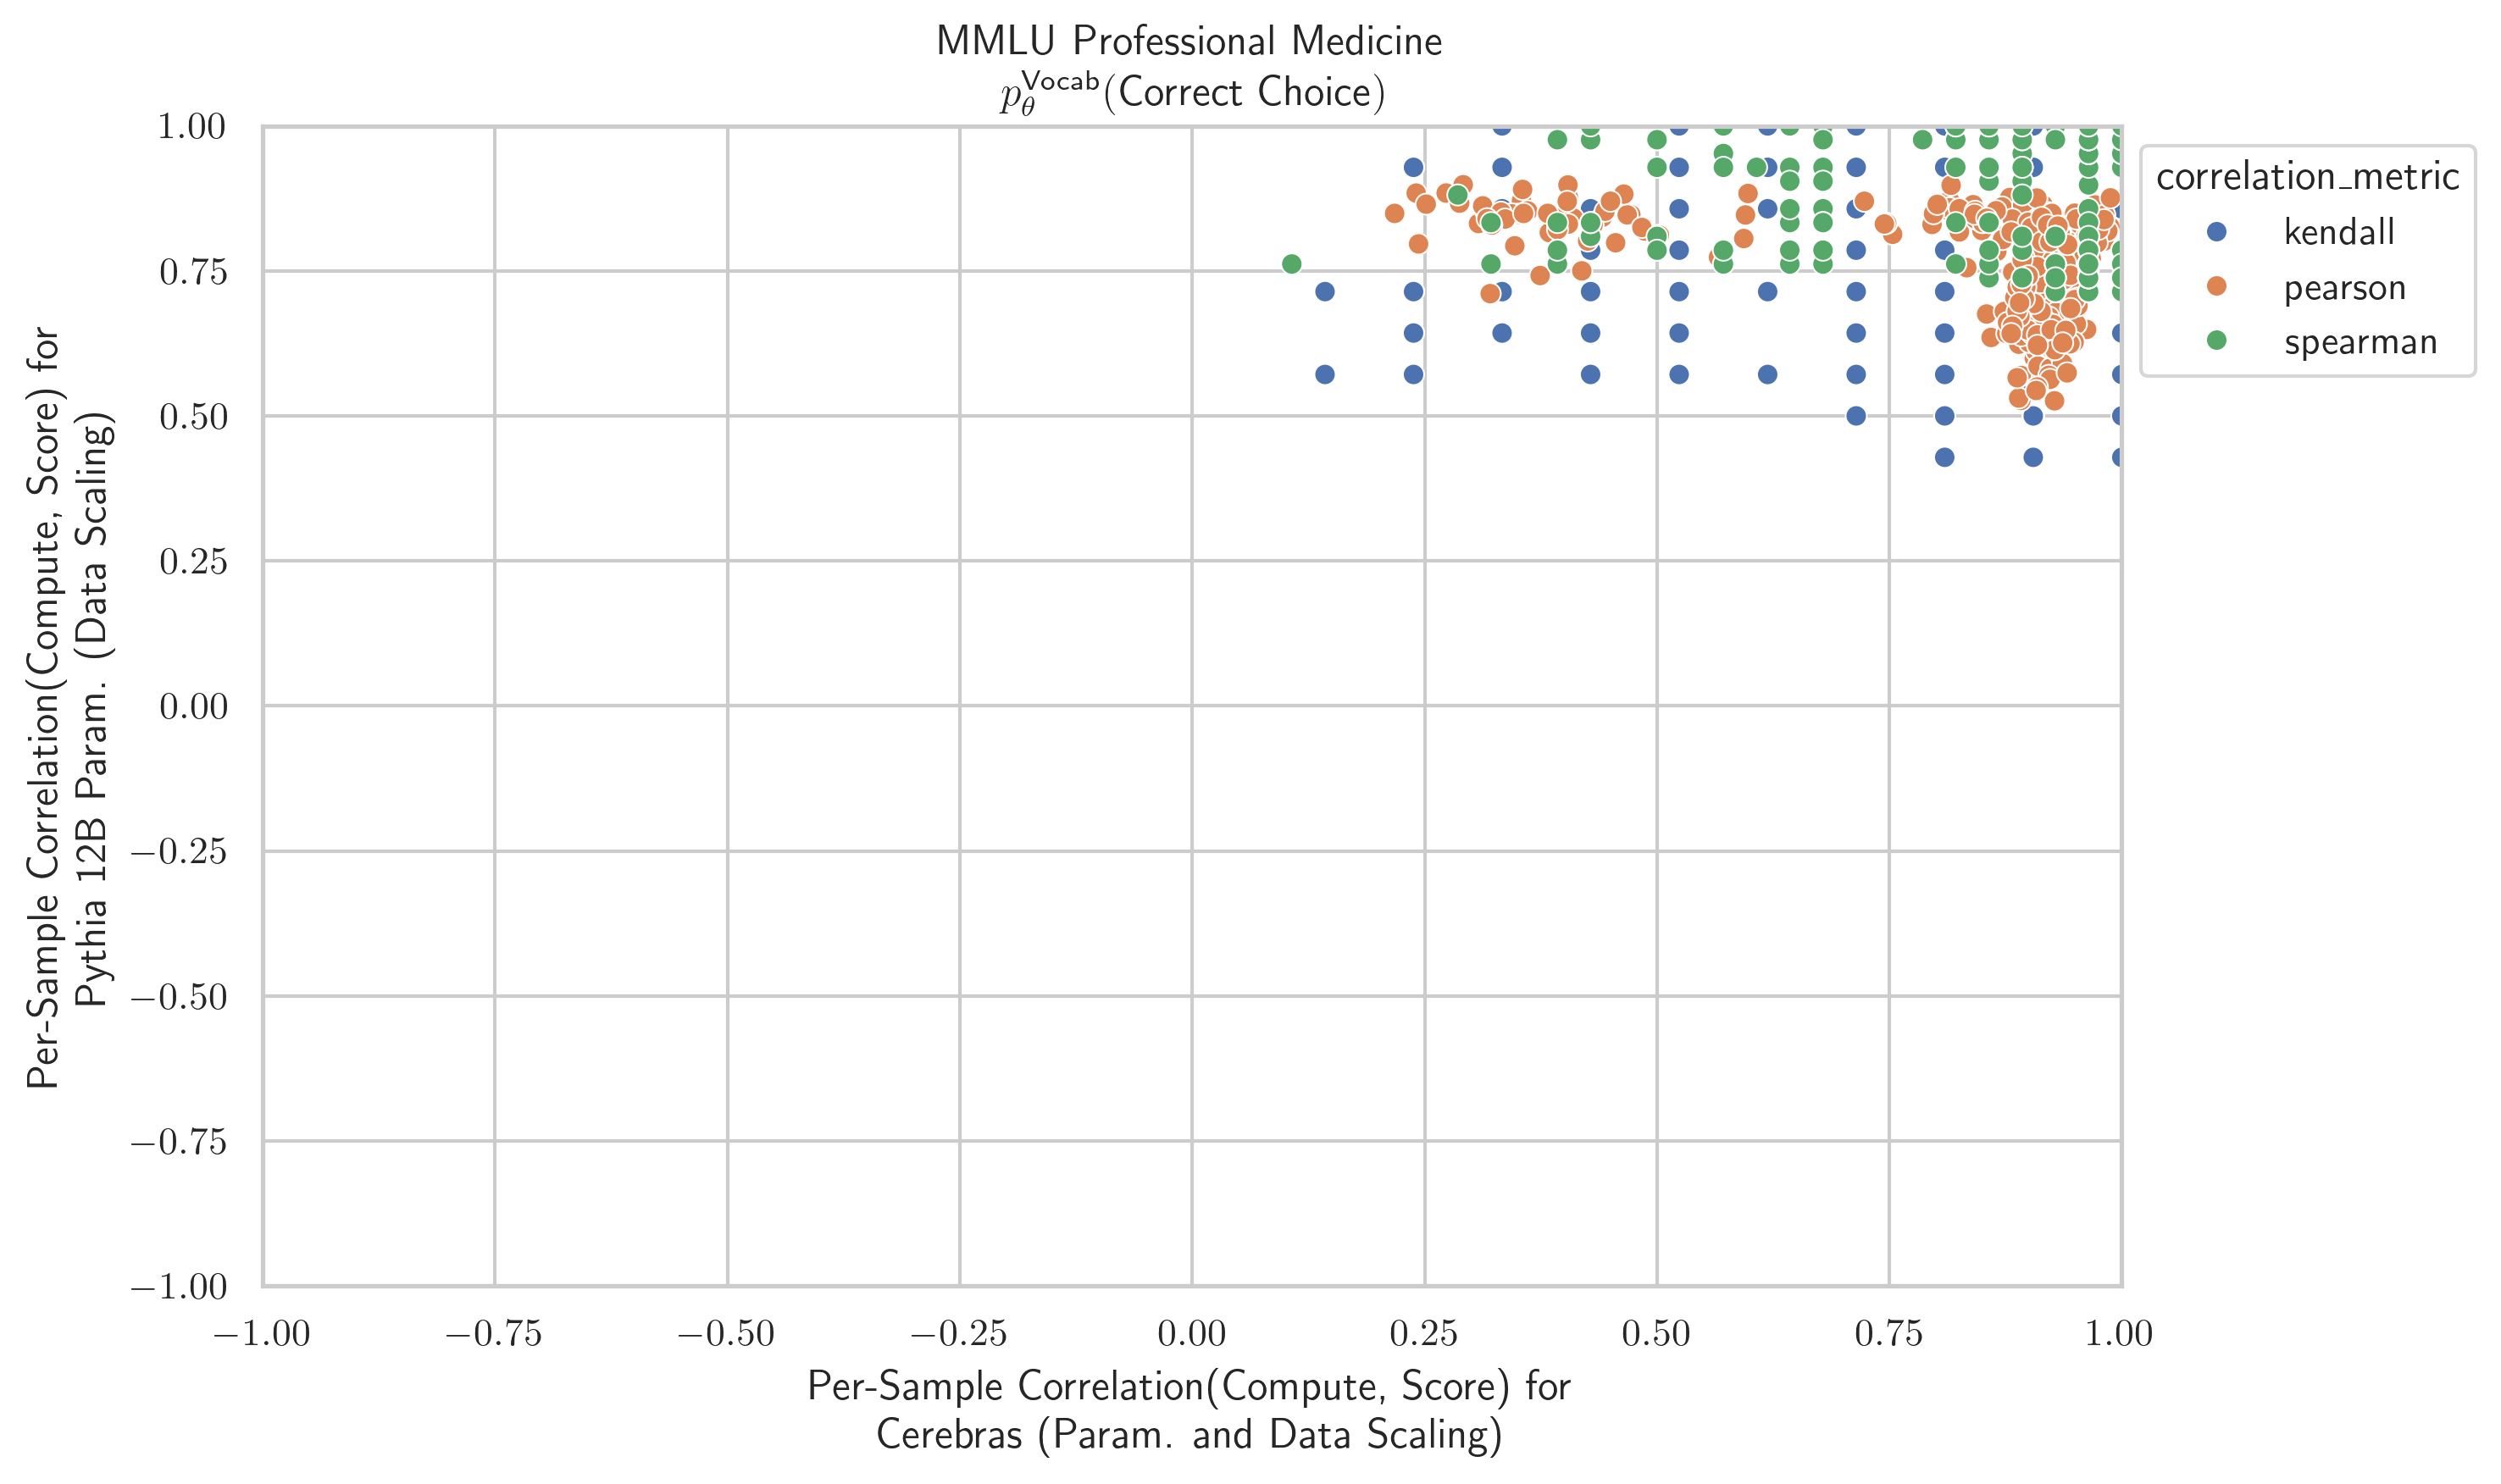 MMLU Professional Medicine
p_θ^Vocab(Correct Choice)
1.00
0.75
0.50
0.25
0.00
−0.25
−0.50
−0.75
−1.00
Per-Sample Correlation(Compute, Score) for
Pythia 12B Param. (Data Scaling)
correlation_metric
kendall
pearson
spearman
−1.00 −0.75 −0.50 −0.25 0.00 0.25 0.50 0.75 1.00
Per-Sample Correlation(Compute, Score) for
Cerebras (Param. and Data Scaling)